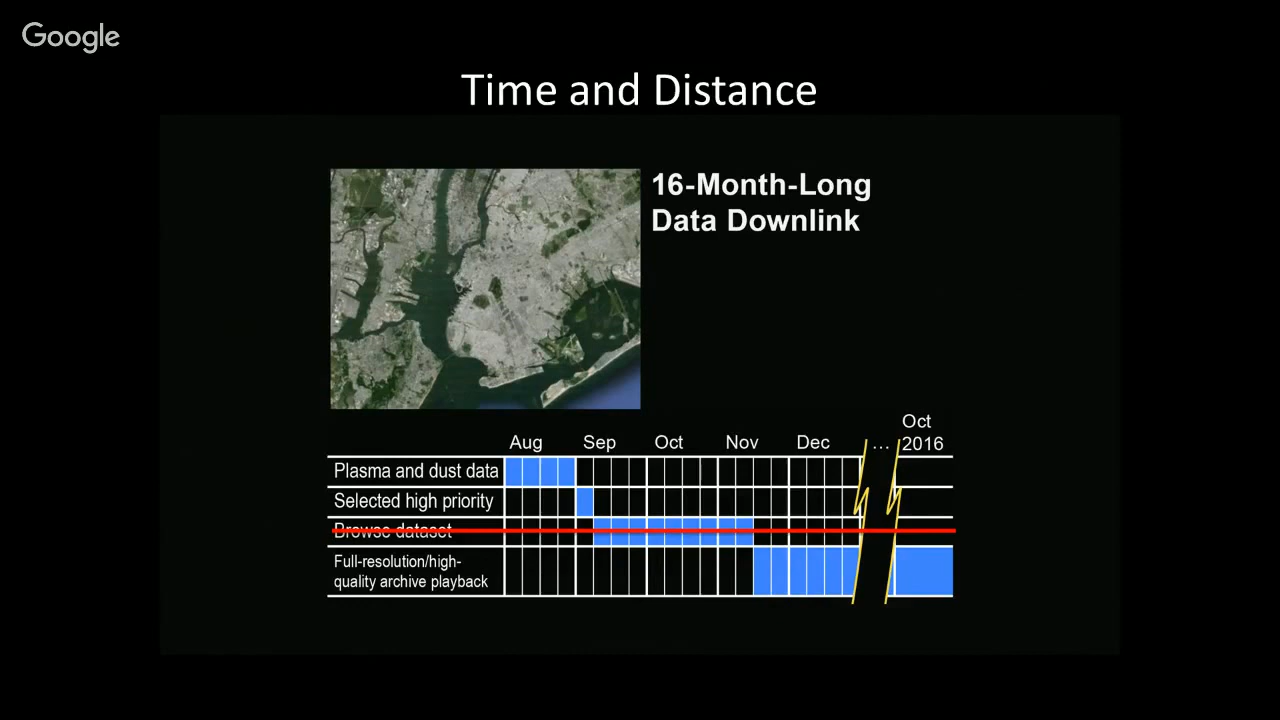 Google
Time and Distance
16-Month-Long
Data Downlink
Aug Sep Oct Nov Dec ... Oct
2016
Plasma and dust data
Selected high priority
Browse dataset
Full-resolution/high-
quality archive playback